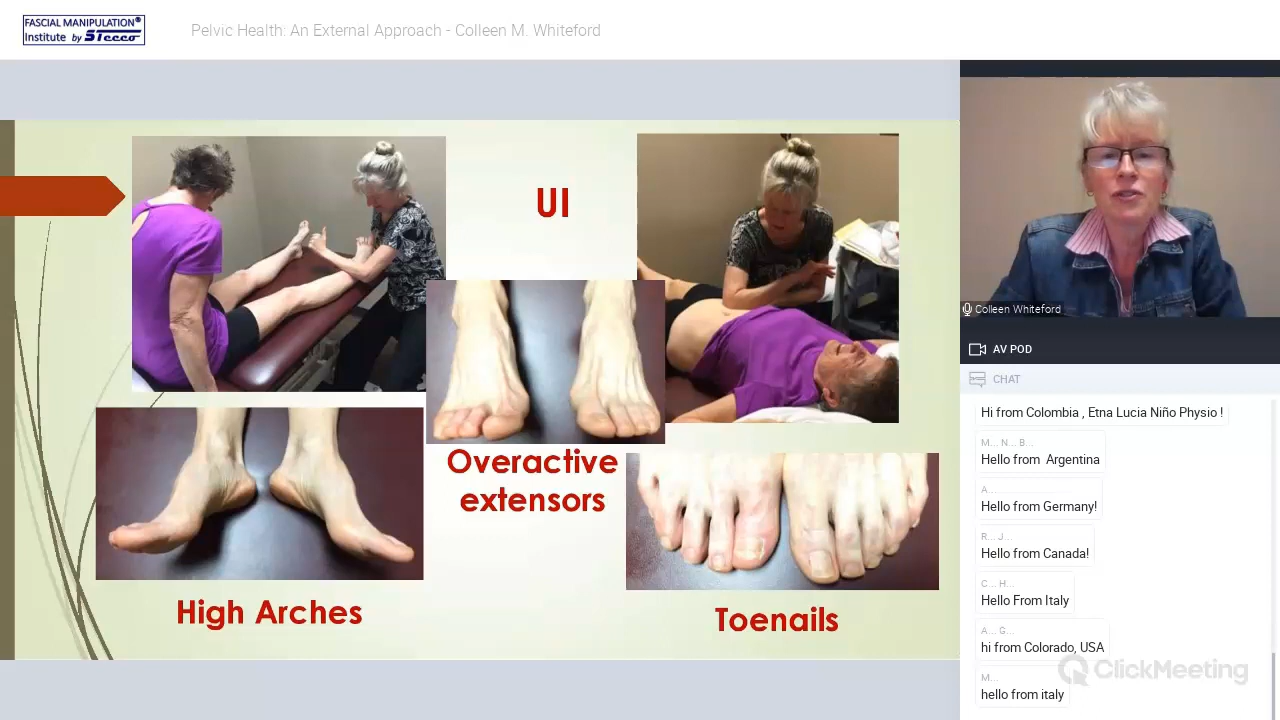 FASCIAL MANIPULATION®
Institute by Stecco
Pelvic Health: An External Approach - Colleen M. Whiteford
UI
Overactive
extensors
High Arches
Toenails
Colleen Whiteford
AV POD
CHAT
Hi from Colombia , Etna Lucia Niño Physio !
M... N... B...
Hello from Argentina
A...
Hello from Germany!
R... J...
Hello from Canada!
C... H...
Hello From Italy
A... G...
hi from Colorado, USA
ClickMeeting
M...
hello from italy